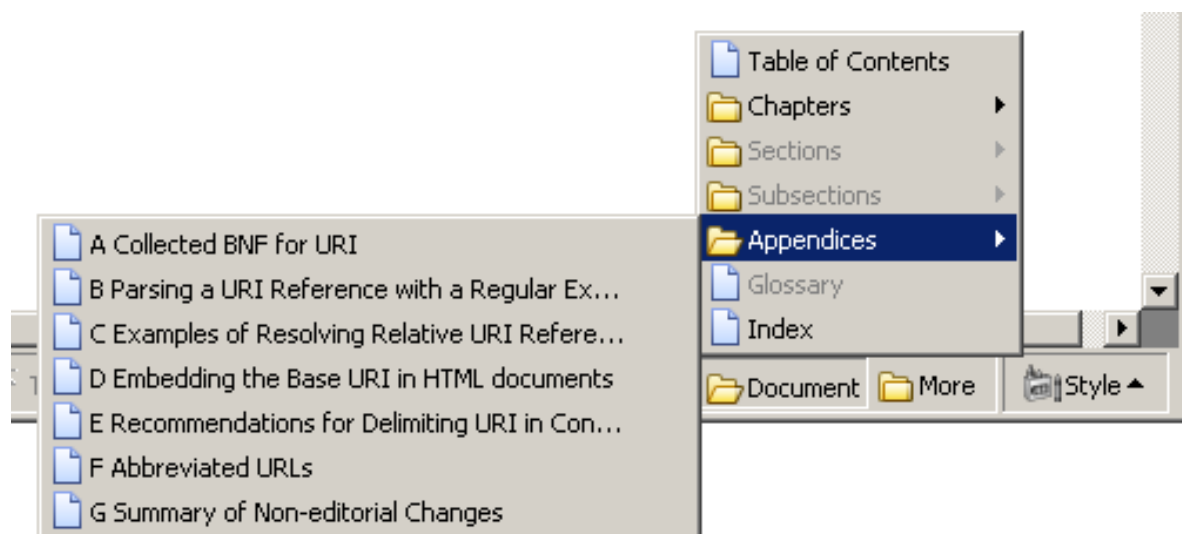 Table of Contents
Chapters
Sections
Subsections
Appendices
Glossary
Index
A Collected BNF for URI
B Parsing a URI Reference with a Regular Ex...
C Examples of Resolving Relative URI Refere...
D Embedding the Base URI in HTML documents
E Recommendations for Delimiting URI in Con...
F Abbreviated URLs
G Summary of Non-editorial Changes
Document More Style